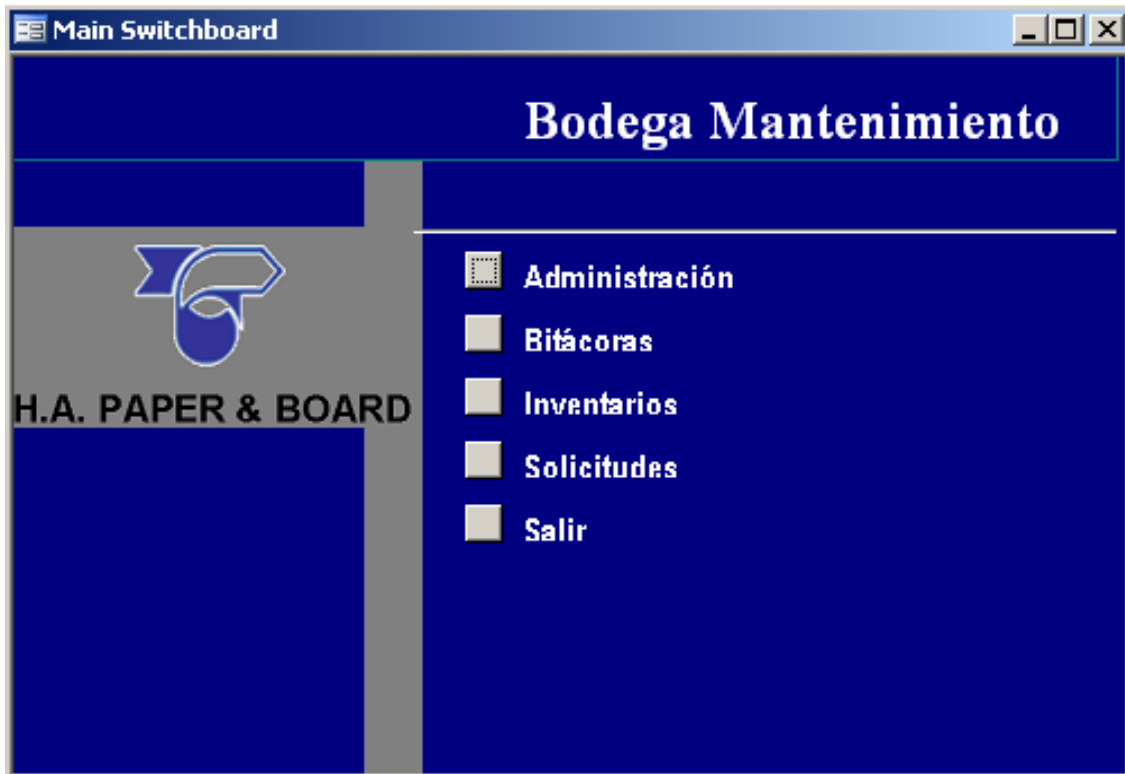 Main Switchboard
Bodega Mantenimiento
H.A. PAPER & BOARD
Administración
Bitácoras
Inventarios
Solicitudes
Salir